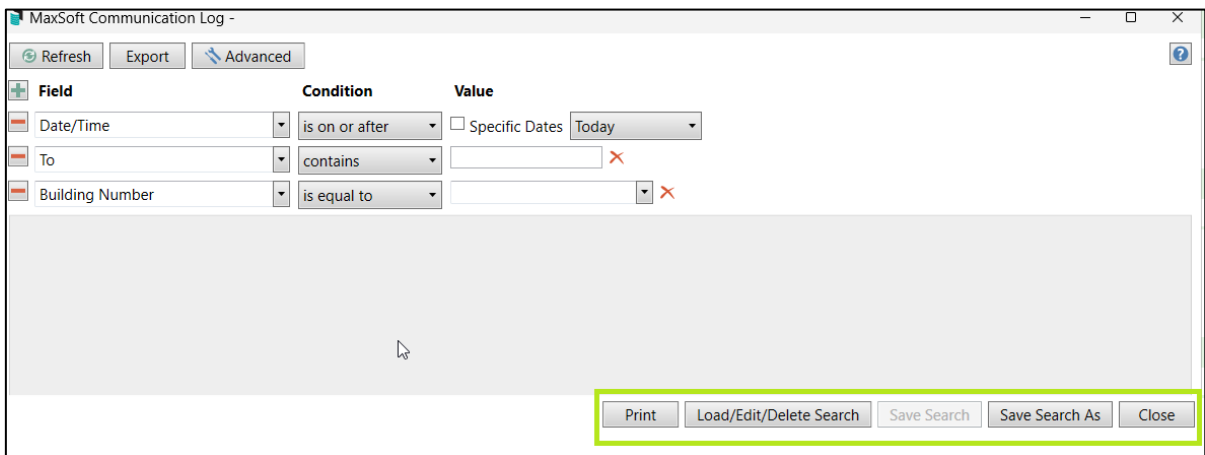 MaxSoft Communication Log -
Refresh Export Advanced
Field Condition Value
Date/Time is on or after Specific Dates Today
To contains
Building Number is equal to
Print Load/Edit/Delete Search Save Search Save Search As Close